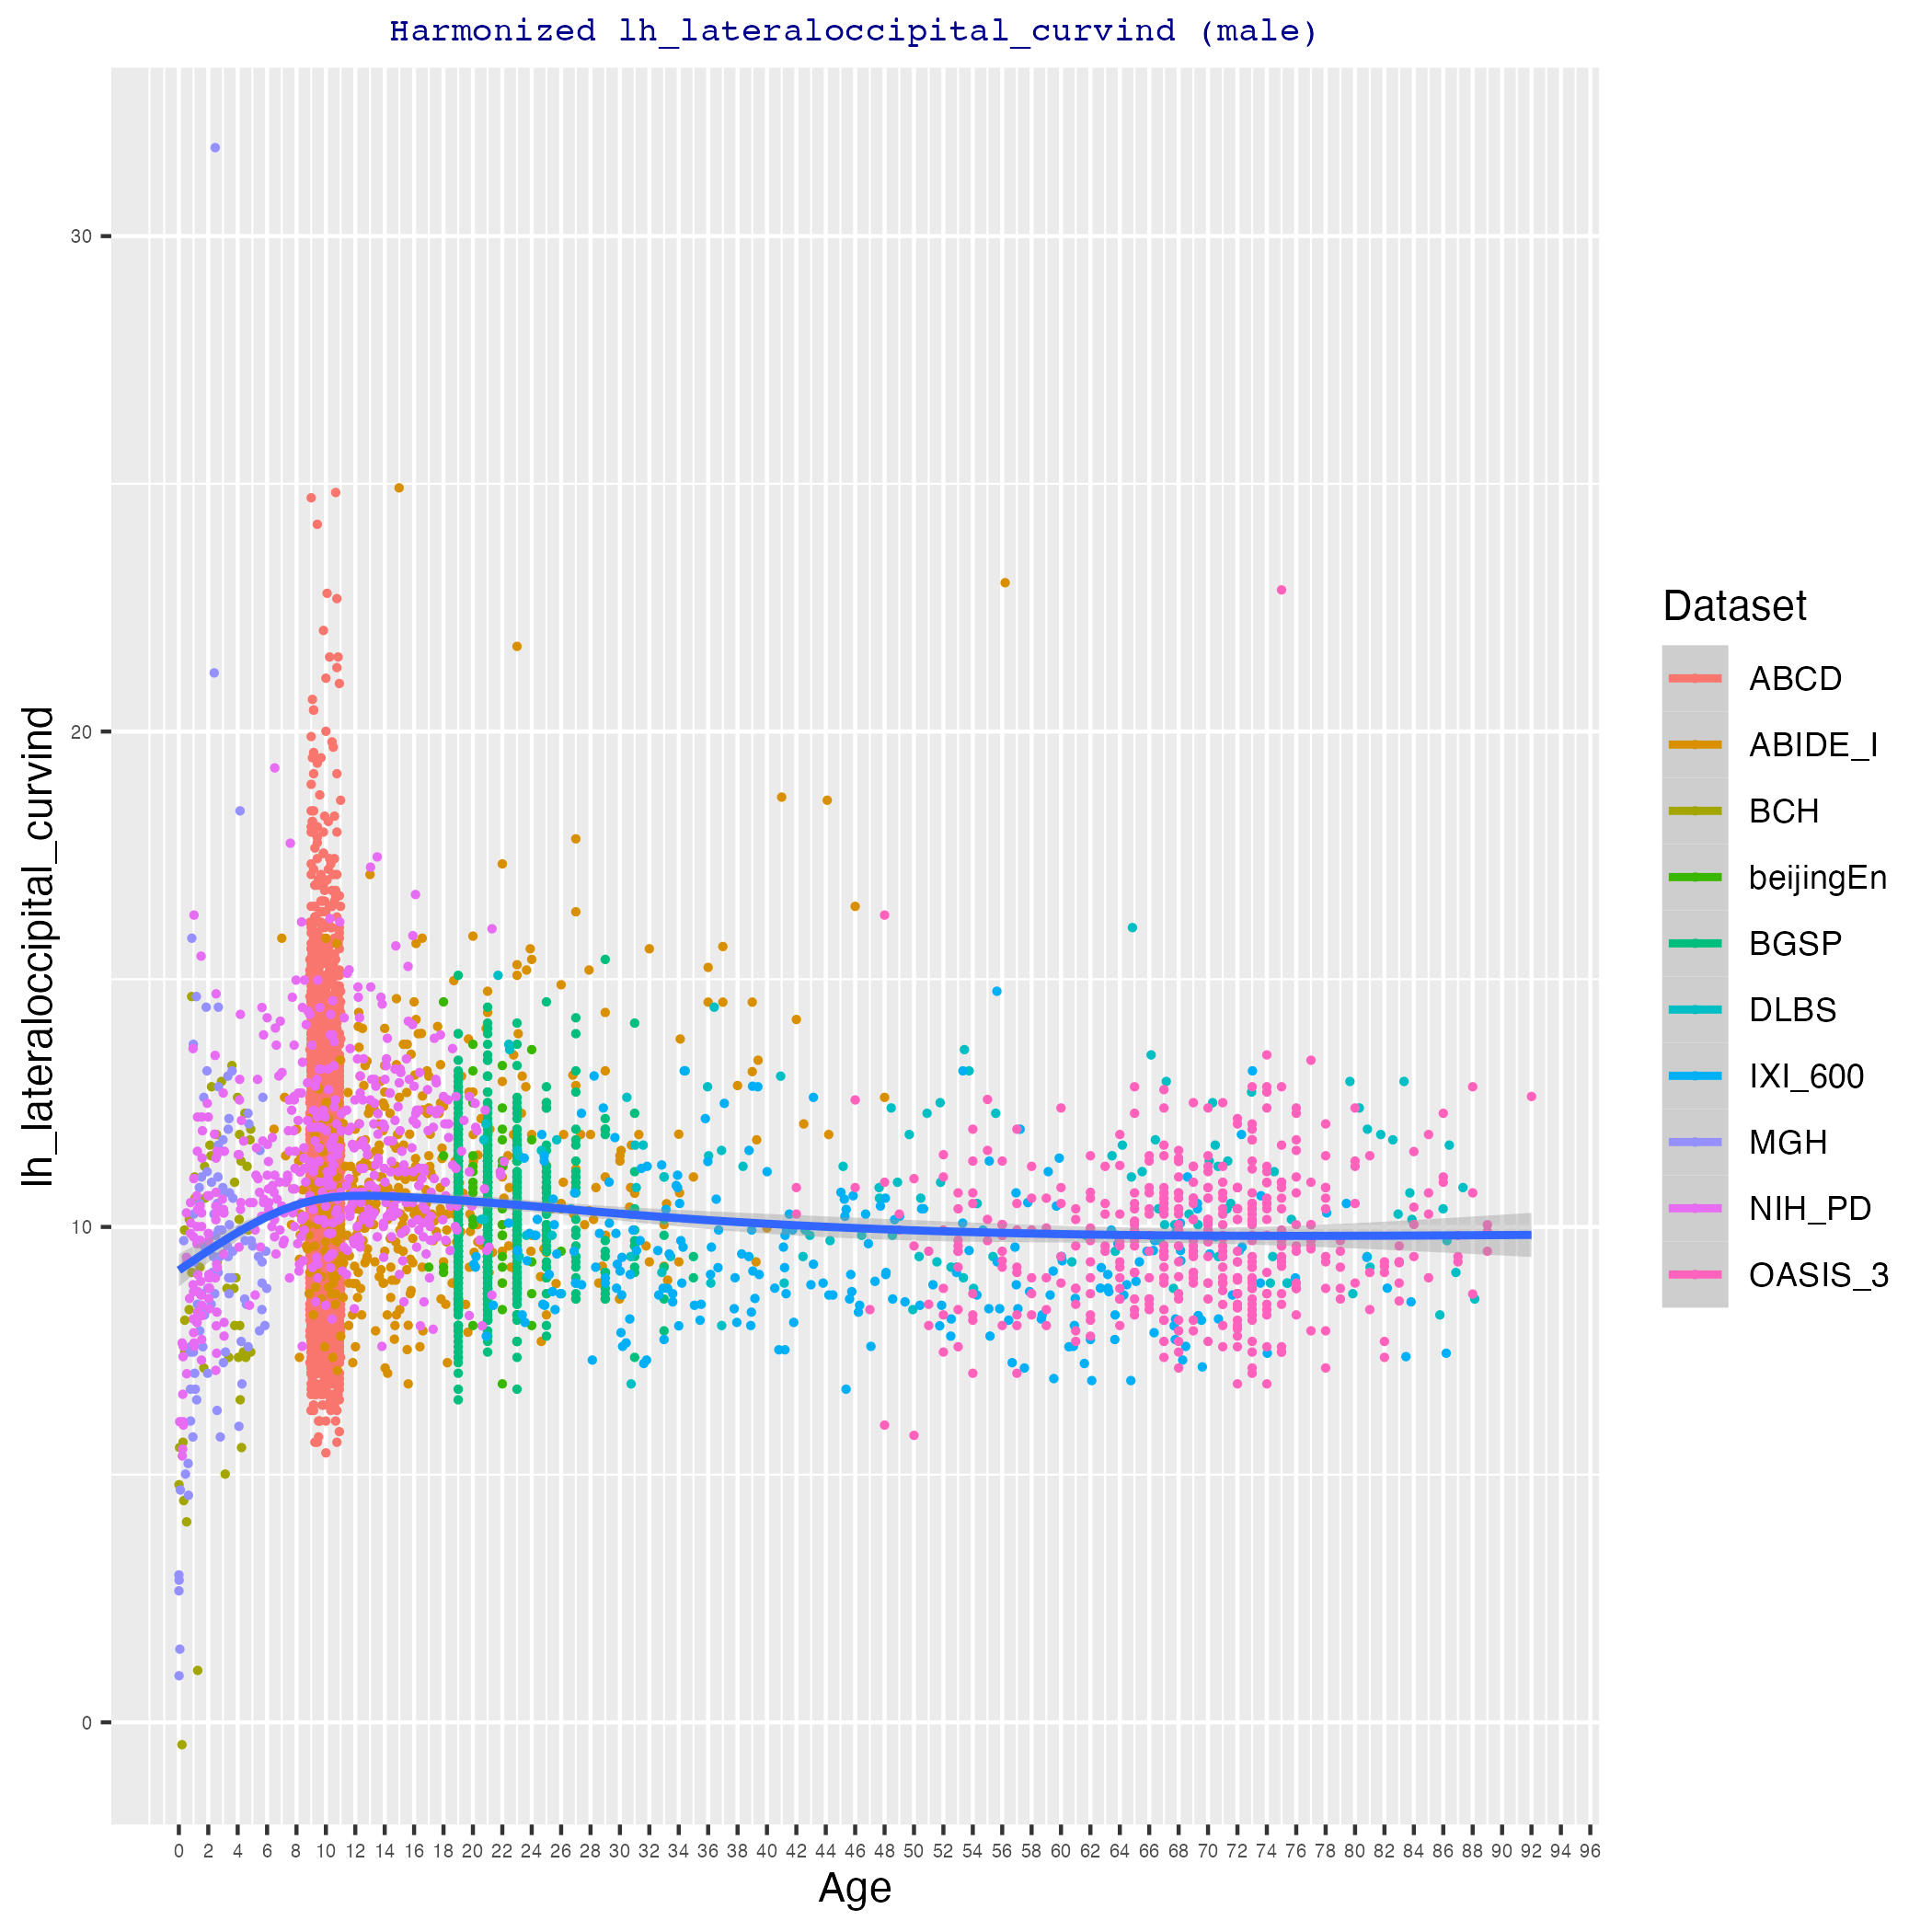 Harmonized lh_lateraloccipital_curvind (male)
lh_lateraloccipital_curvind
30
20
10
0
0 2 4 6 8 10 12 14 16 18 20 22 24 26 28 30 32 34 36 38 40 42 44 46 48 50 52 54 56 58 60 62 64 66 68 70 72 74 76 78 80 82 84 86 88 90 92 94 96
Age
Dataset
ABCD
ABIDE_I
BCH
beijingEn
BGSP
DLBS
IXI_600
MGH
NIH_PD
OASIS_3